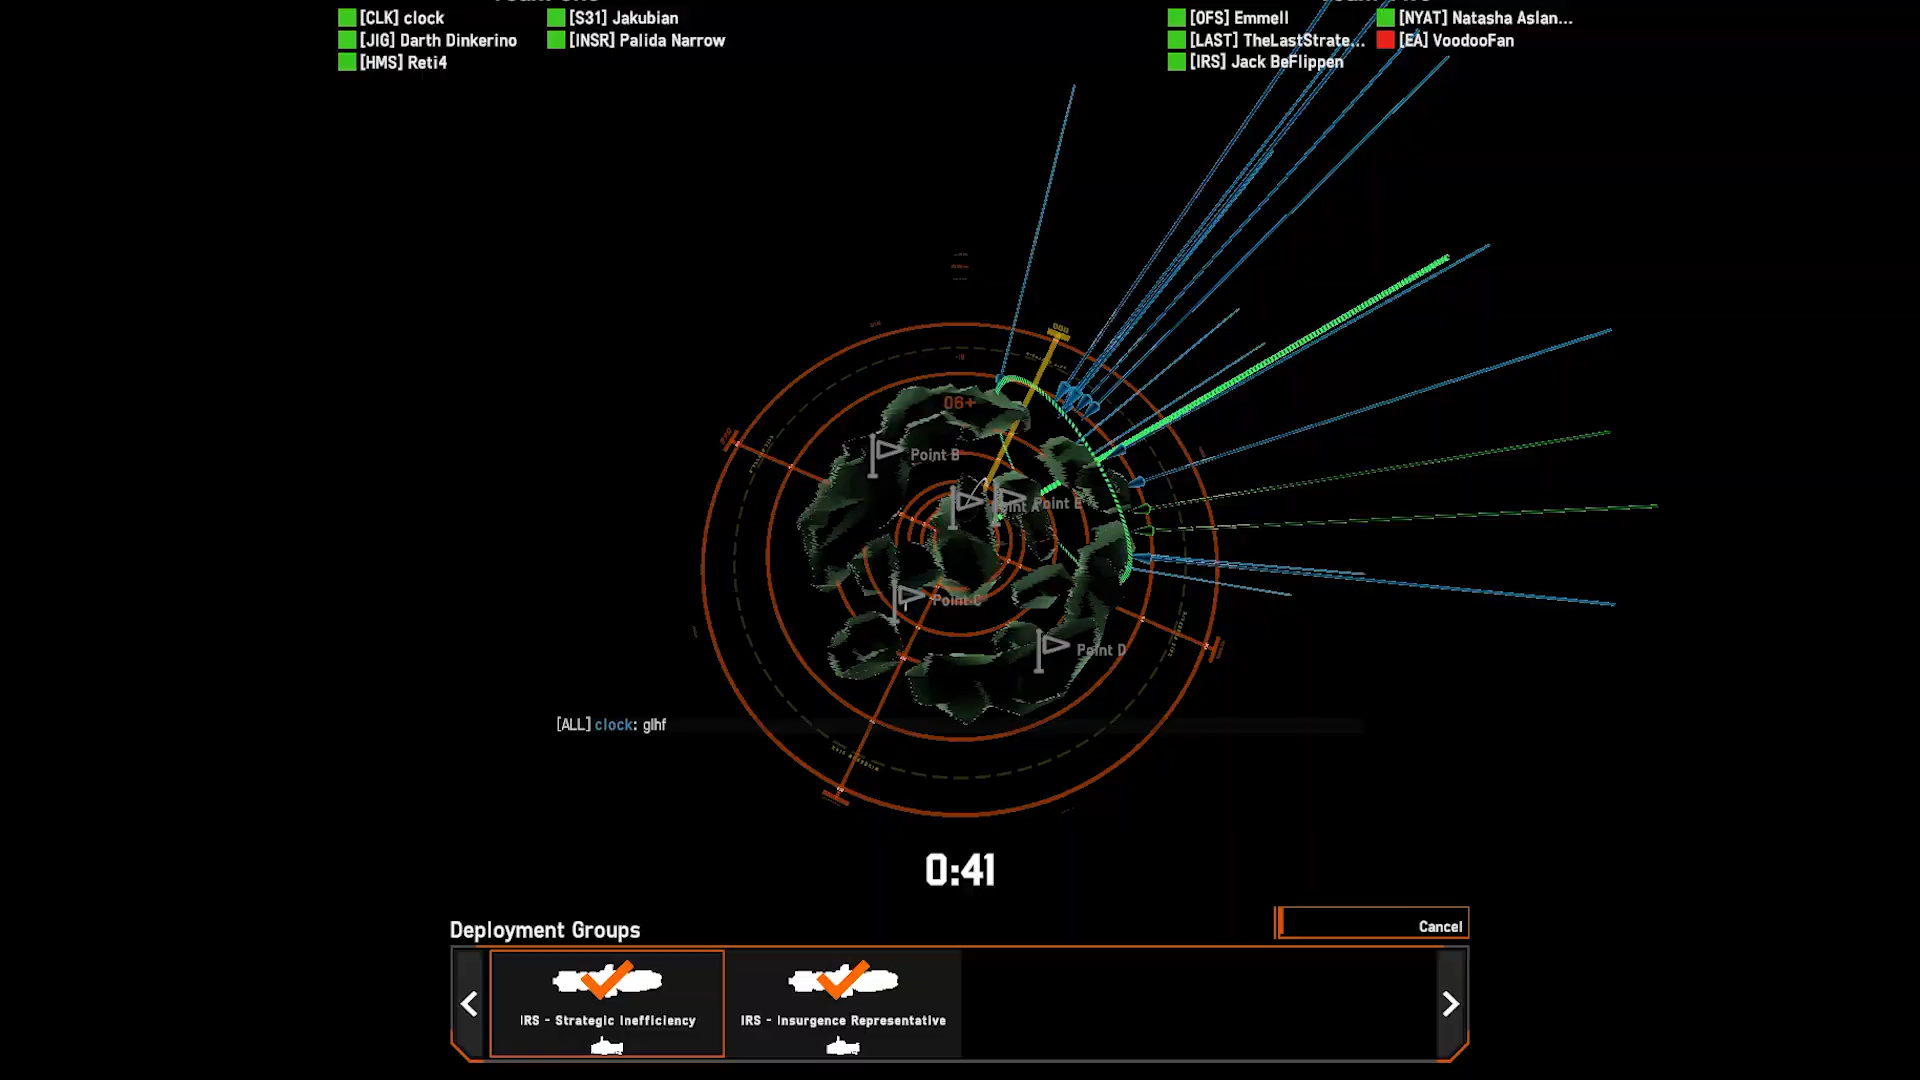 [CLK] clock
[S31] Jakubian
[JIG] Darth Dinkerino
[INSR] Palida Narrow
[HMS] Reti4
[OFS] Emmell
[NYAT] Natasha Aslan...
[LAST] TheLastStrate...
[EA] VoodooFan
[IRS] Jack BeFlippen
000
06+
Point B
Point E
Point C
Point D
[ALL] clock: glhf
0:41
Deployment Groups
Cancel
IRS - Strategic Inefficiency
IRS - Insurgence Representative